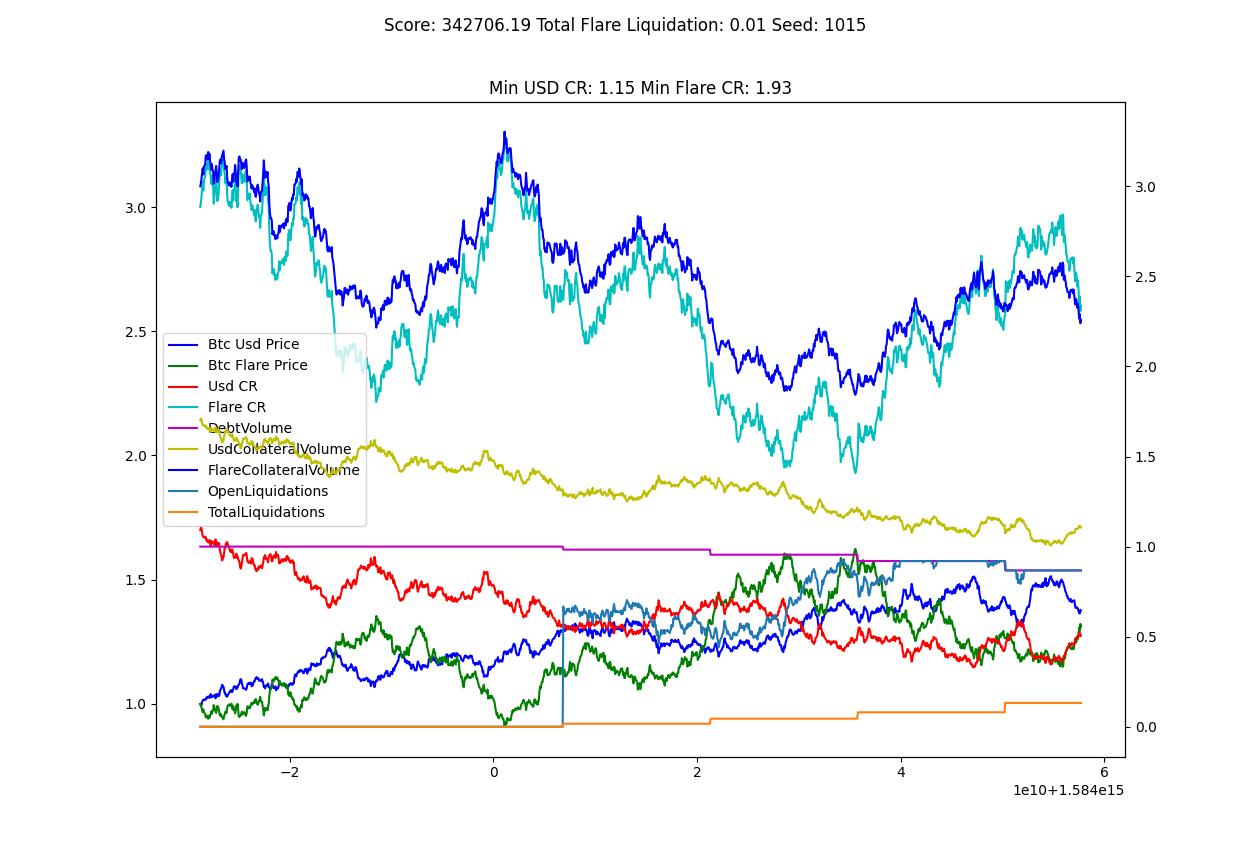 Score: 342706.19 Total Flare Liquidation: 0.01 Seed: 1015
Min USD CR: 1.15 Min Flare CR: 1.93
3.0
2.5
2.0
1.5
1.0
3.0
2.5
2.0
1.5
1.0
0.5
0.0
Btc Usd Price
Btc Flare Price
Usd CR
Flare CR
DebtVolume
UsdCollateralVolume
FlareCollateralVolume
OpenLiquidations
TotalLiquidations
−2 0 2 4 6
1e10+1.584e15